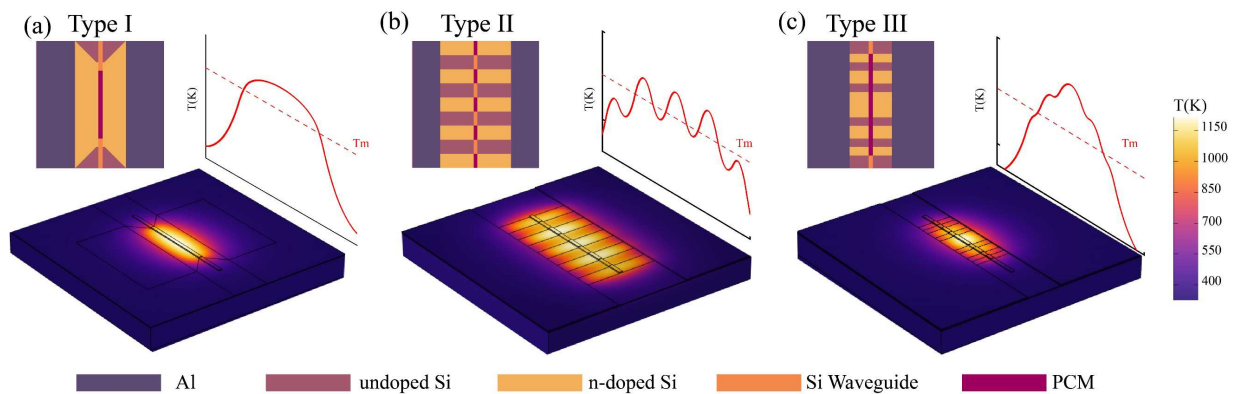 (a) Type I
(b) Type II
(c) Type III
T(K)
Tm
T(K)
Tm
T(K)
Tm
T(K)
1150
1000
850
700
550
400
Al
undoped Si
n-doped Si
Si Waveguide
PCM